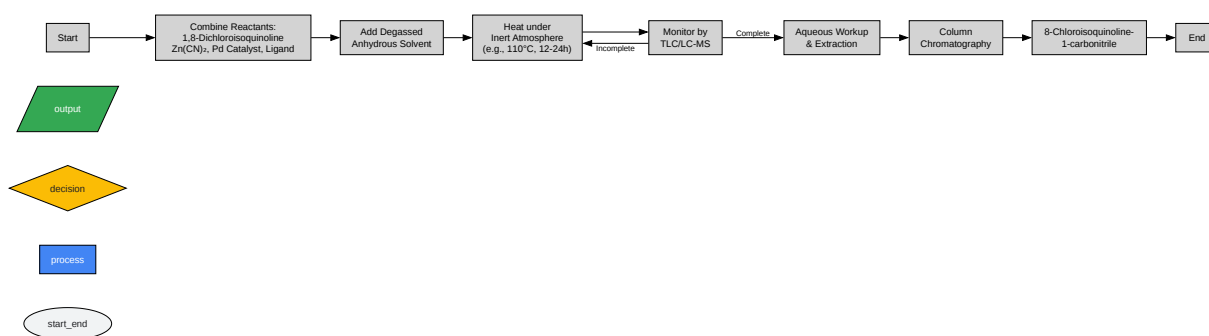 Start
Combine Reactants:
1,8-Dichloroisoquinoline
Zn(CN)₂, Pd Catalyst, Ligand
Add Degassed
Anhydrous Solvent
Heat under
Inert Atmosphere
(e.g., 110°C, 12-24h)
Incomplete
Monitor by
TLC/LC-MS
Complete
Aqueous Workup
& Extraction
Column
Chromatography
8-Chloroisoquinoline-
1-carbonitrile
End
output
decision
process
start_end